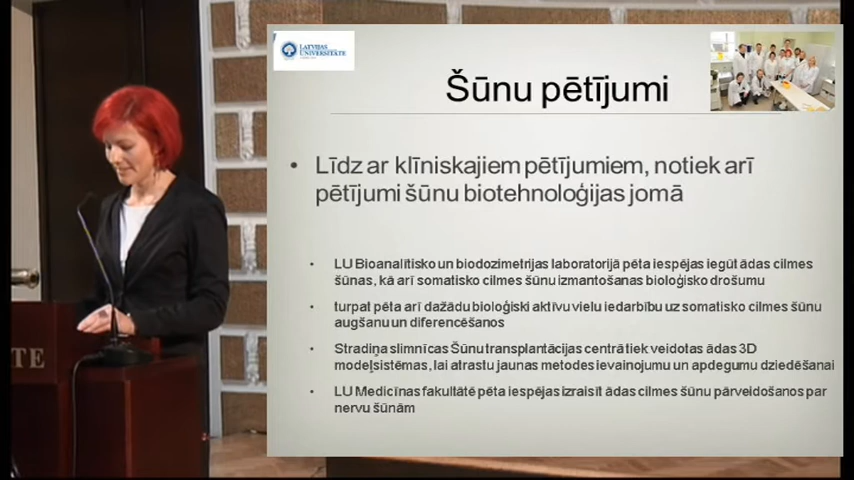 LATVIJAS
UNIVERSITĀTE
Šūnu pētījumi
• Līdz ar klīniskajiem pētījumiem, notiek arī
pētījumi šūnu biotehnoloģijas jomā
• LU Bioanalītisko un biodozimetrijas laboratorijā pēta iespējas iegūt ādas cilmes
šūnas, kā arī somatisko cilmes šūnu izmantošanas bioloģisko drošumu
• turpat pēta arī dažādu bioloģiski aktīvu vielu iedarbību uz somatisko cilmes šūnu
augšanu un diferencēšanos
• Stradiņa slimnīcas Šūnu transplantācijas centrā tiek veidotas ādas 3D
modeļsistēmas, lai atrastu jaunas metodes ievainojumu un apdegumu dziedēšanai
• LU Medicīnas fakultātē pēta iespējas izraisīt ādas cilmes šūnu pārveidošanos par
nervu šūnām
TE